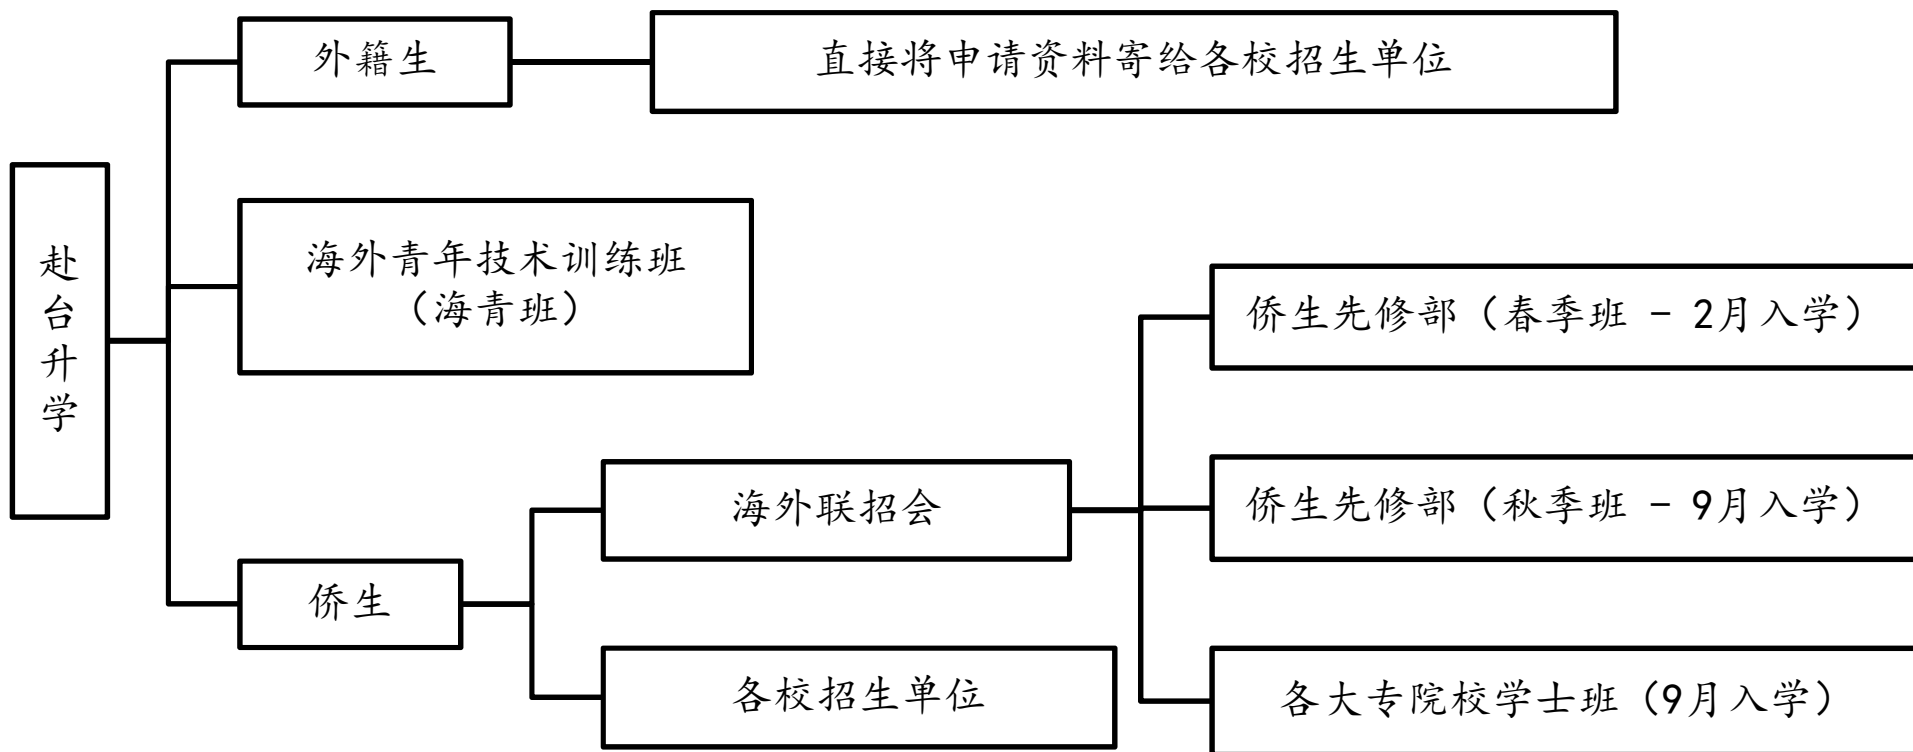 外籍生
直接将申请资料寄给各校招生单位
赴台升学
海外青年技术训练班
（海青班）
侨生先修部（春季班 - 2月入学）
海外联招会
侨生先修部（秋季班 - 9月入学）
侨生
各校招生单位
各大专院校学士班（9月入学）